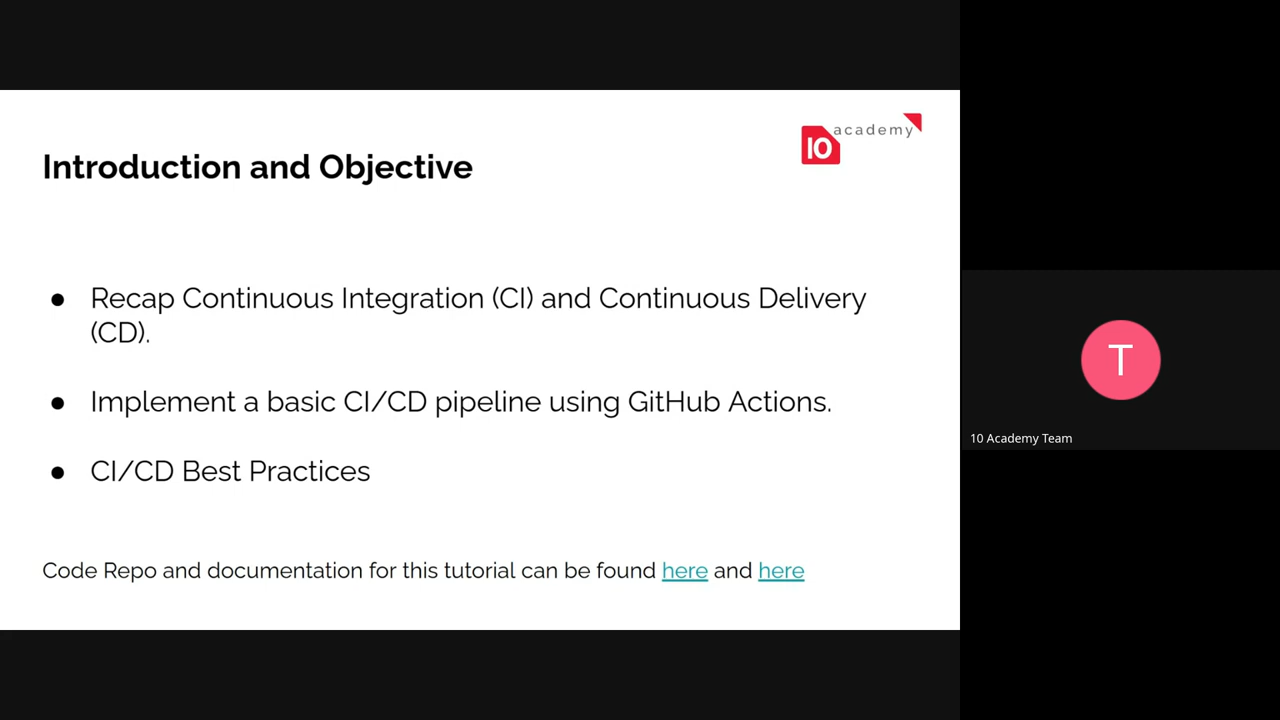 10 academy
Introduction and Objective
● Recap Continuous Integration (CI) and Continuous Delivery
(CD).
● Implement a basic CI/CD pipeline using GitHub Actions.
● CI/CD Best Practices
Code Repo and documentation for this tutorial can be found here and here
T
10 Academy Team